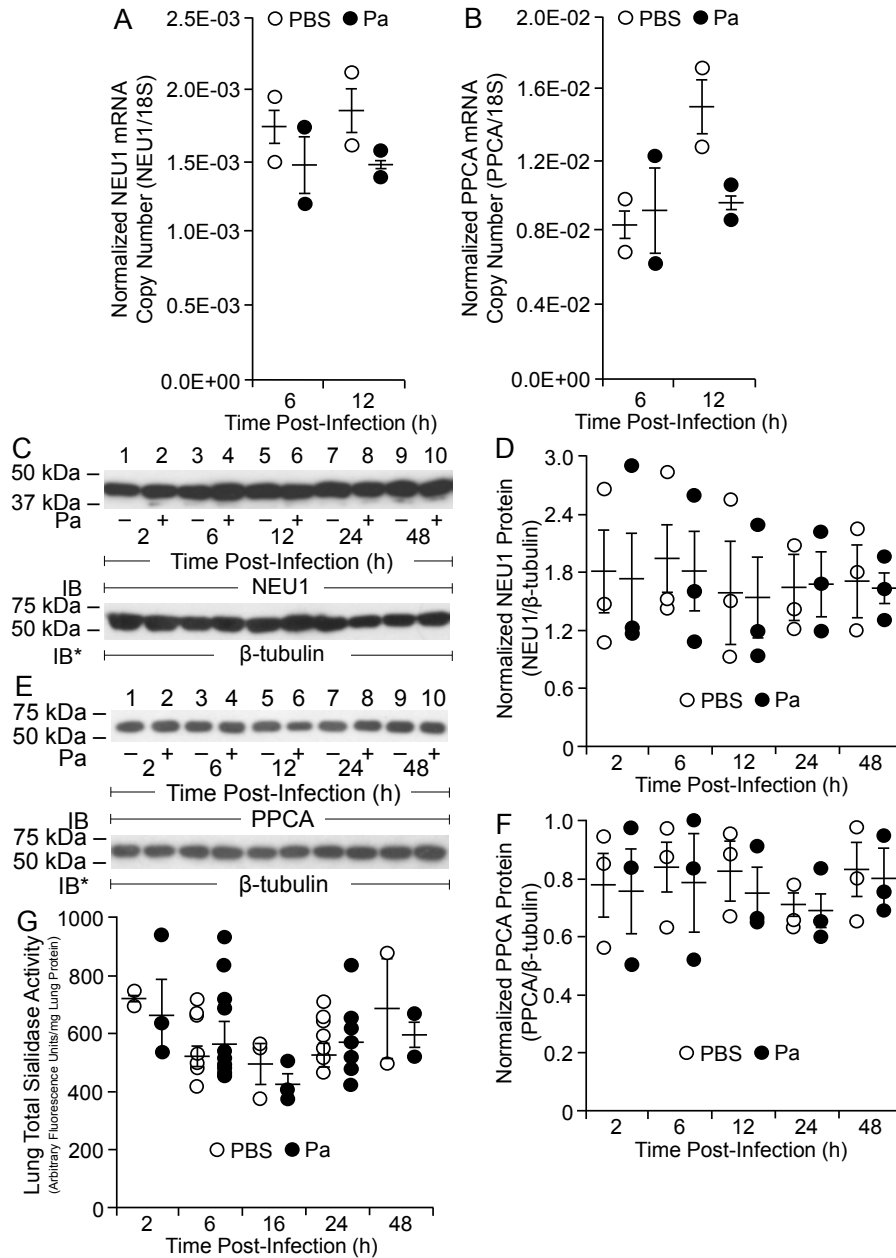 A
PBS Pa
Normalized NEU1 mRNA
Copy Number (NEU1/18S)
2.5E-03
2.0E-03
1.5E-03
1.0E-03
0.5E-03
0.0E+00
6 12
Time Post-Infection (h)
B
PBS Pa
Normalized PPCA mRNA
Copy Number (PPCA/18S)
2.0E-02
1.6E-02
1.2E-02
0.8E-02
0.4E-02
0.0E+00
6 12
Time Post-Infection (h)
C
1 2 3 4 5 6 7 8 9 10
50 kDa –
37 kDa –
Pa – + – + – + – + – +
2 6 12 24 48
Time Post-Infection (h)
IB NEU1
75 kDa –
50 kDa –
IB* β-tubulin
D
Normalized NEU1 Protein
(NEU1/β-tubulin)
3.0
2.4
1.8
1.2
1.6
0
PBS Pa
2 6 12 24 48
Time Post-Infection (h)
E
1 2 3 4 5 6 7 8 9 10
75 kDa –
50 kDa –
Pa – + – + – + – + – +
2 6 12 24 48
Time Post-Infection (h)
IB PPCA
75 kDa –
50 kDa –
IB* β-tubulin
F
Normalized PPCA Protein
(PPCA/β-tubulin)
1.0
0.8
0.6
0.4
0.2
0
PBS Pa
2 6 12 24 48
Time Post-Infection (h)
G
Lung Total Sialidase Activity
(Arbitrary Fluorescence Units/mg Lung Protein)
1000
800
600
400
200
0
PBS Pa
2 6 16 24 48
Time Post-Infection (h)